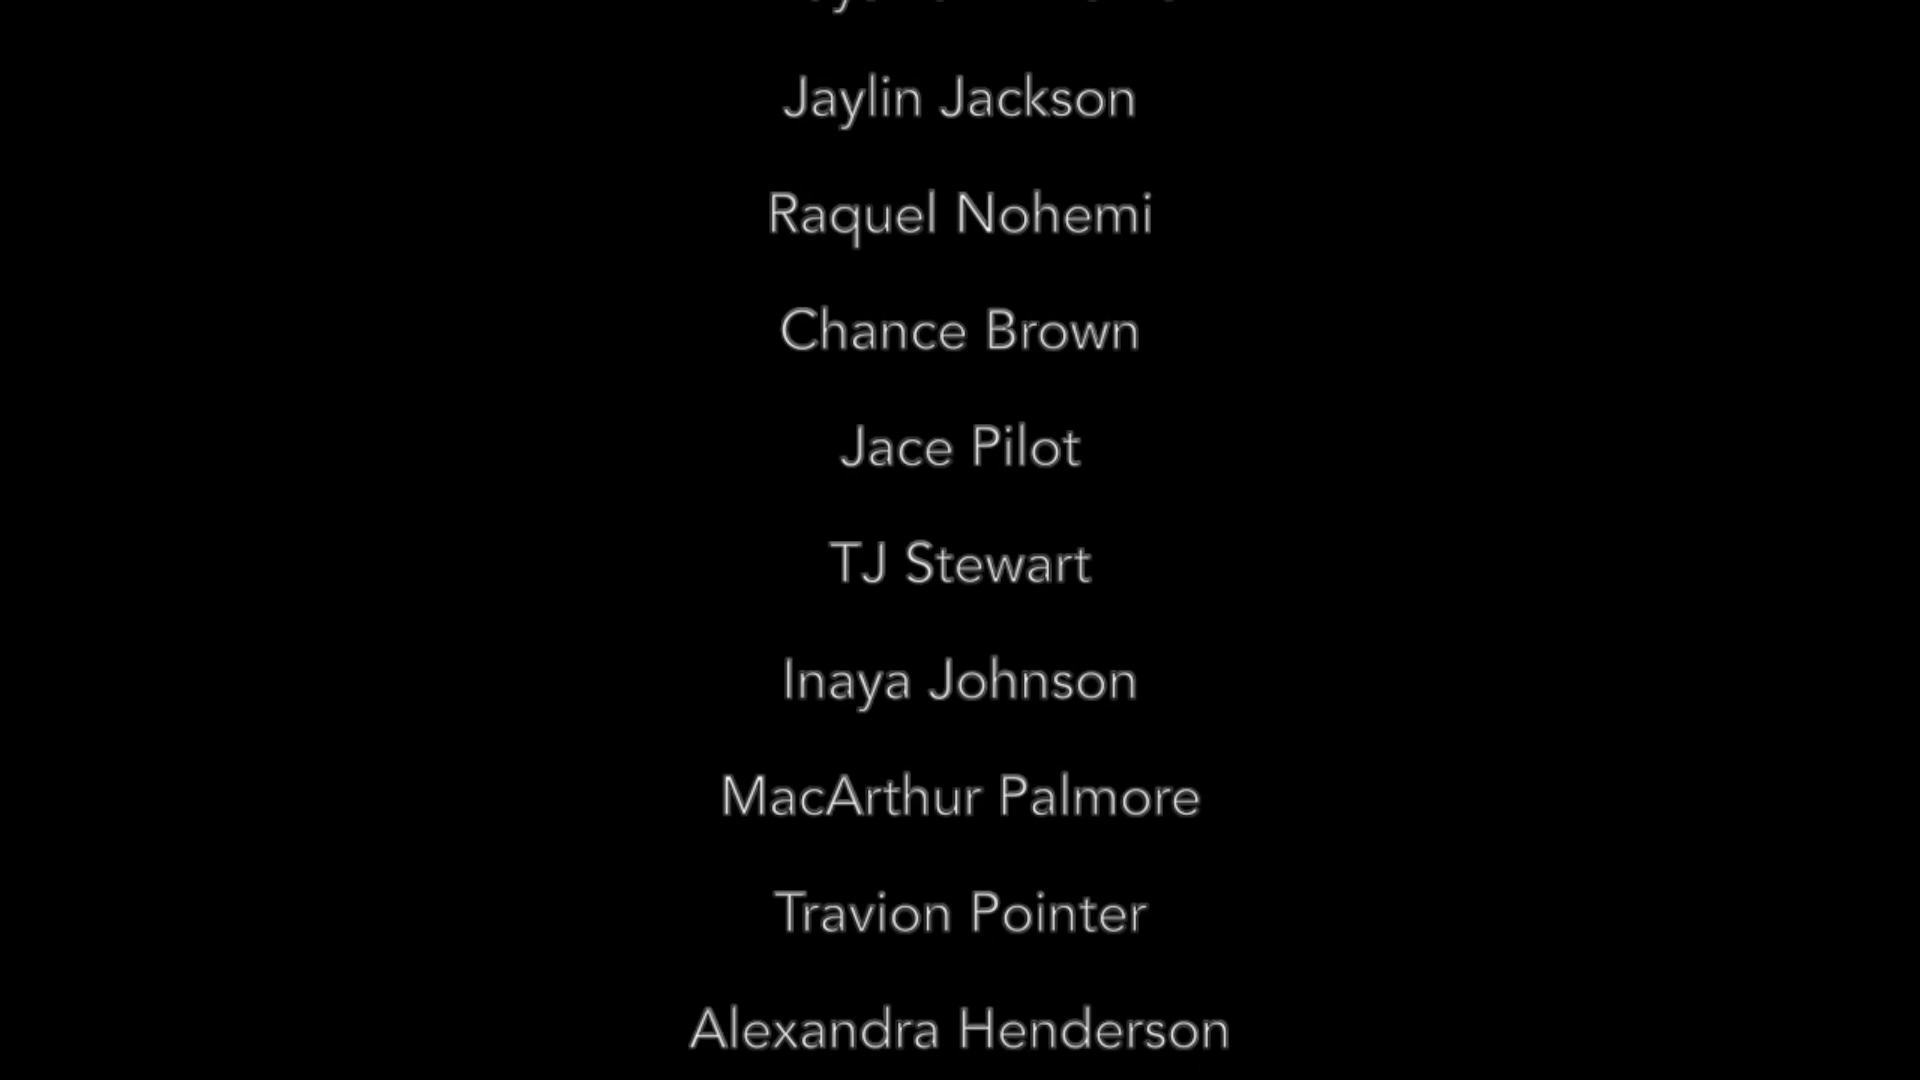 Jaylin Jackson
Raquel Nohemi
Chance Brown
Jace Pilot
TJ Stewart
Inaya Johnson
MacArthur Palmore
Travion Pointer
Alexandra Henderson